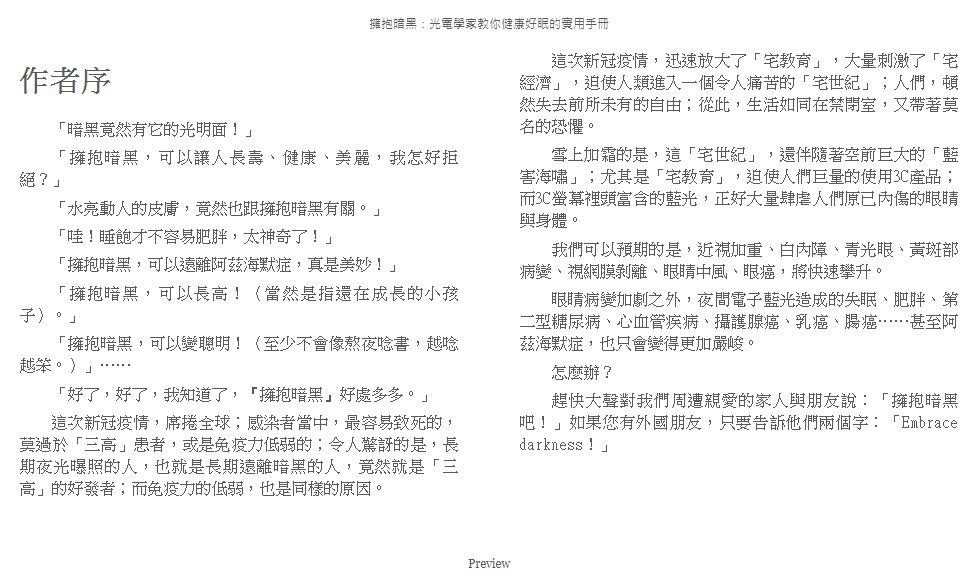 擁抱暗黑：光電學家教你健康好眠的實用手冊
作者序
「暗黑竟然有它的光明面！」
「擁抱暗黑，可以讓人長壽、健康、美麗，我怎好拒
絕？」
「水亮動人的皮膚，竟然也跟擁抱暗黑有關。」
「哇！睡飽才不容易肥胖，太神奇了！」
「擁抱暗黑，可以遠離阿茲海默症，真是美妙！」
「擁抱暗黑，可以長高！（當然是指還在成長的小孩
子）。」
「擁抱暗黑，可以變聰明！（至少不會像熬夜唸書，越唸
越笨。）」⋯⋯
「好了，好了，我知道了，『擁抱暗黑』好處多多。」
這次新冠疫情，席捲全球；感染者當中，最容易致死的，
莫過於「三高」患者，或是免疫力低弱的；令人驚訝的是，長
期夜光曝照的人，也就是長期遠離暗黑的人，竟然就是「三
高」的好發者；而免疫力的低弱，也是同樣的原因。
這次新冠疫情，迅速放大了「宅教育」，大量刺激了「宅
經濟」，迫使人類進入一個令人痛苦的「宅世紀」；人們，頓
然失去前所未有的自由；從此，生活如同在禁閉室，又帶著莫
名的恐懼。
雪上加霜的是，這「宅世紀」，還伴隨著空前巨大的「藍
害海嘯」；尤其是「宅教育」，迫使人們巨量的使用3C產品；
而3C螢幕裡頭富含的藍光，正好大量肆虐人們原已內傷的眼睛
與身體。
我們可以預期的是，近視加重、白內障、青光眼、黃斑部
病變、視網膜剝離、眼睛中風、眼癌，將快速攀升。
眼睛病變加劇之外，夜間電子藍光造成的失眠、肥胖、第
二型糖尿病、心血管疾病、攝護腺癌、乳癌、腸癌⋯⋯甚至阿
茲海默症，也只會變得更加嚴峻。
怎麼辦？
趕快大聲對我們周遭親愛的家人與朋友說：「擁抱暗黑
吧！」如果您有外國朋友，只要告訴他們兩個字：「Embrace
darkness！」
Preview